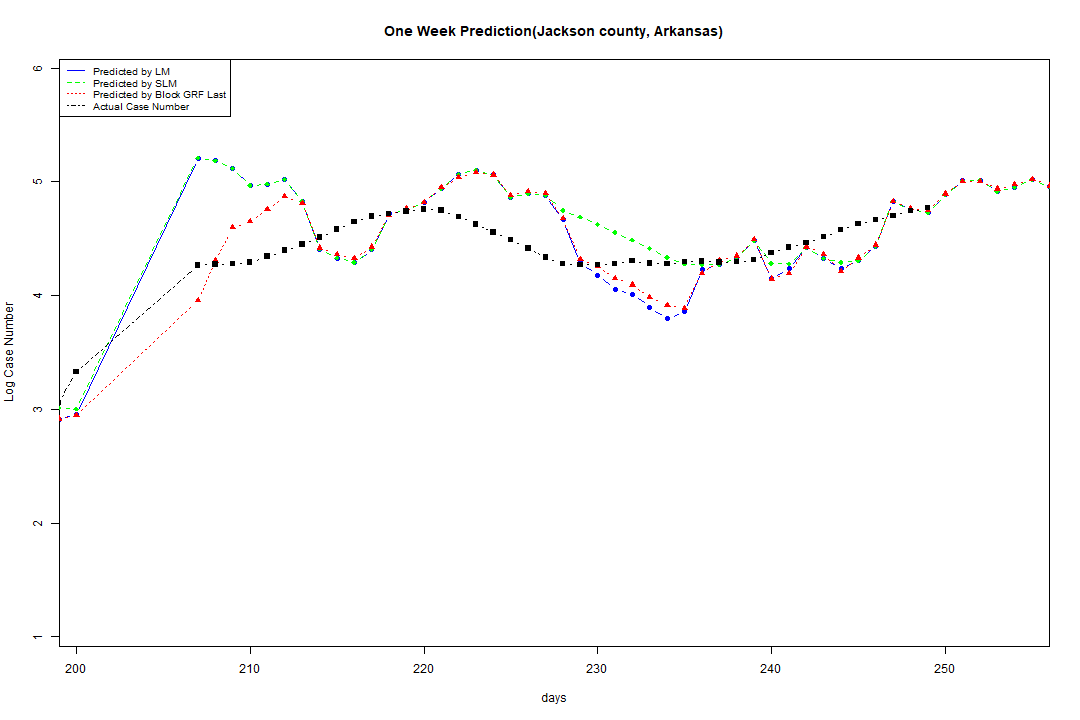 One Week Prediction(Jackson county, Arkansas)
Predicted by LM
Predicted by SLM
Predicted by Block GRF Last
Actual Case Number
6
5
4
3
2
1
Log Case Number
200 210 220 230 240 250
days